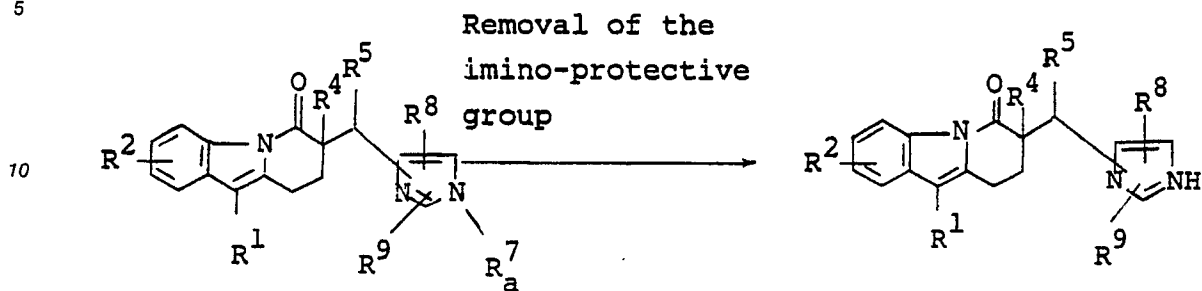 5
Removal of the
imino-protective
group
O R⁴ R⁵ R⁸
R² N
N N
R¹ R⁹ R⁷ₐ
O R⁴ R⁵ R⁸
R² N
N NH
R¹ R⁹
10